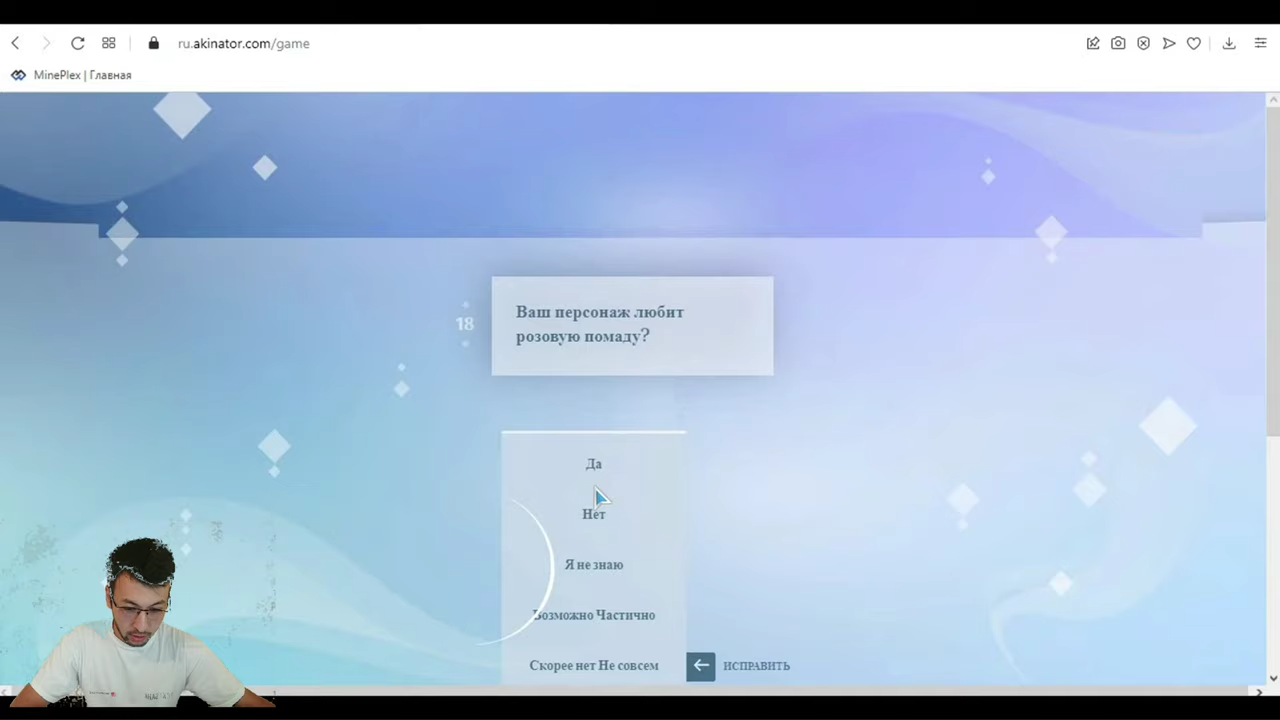 ru.akinator.com/game
MinePlex | Главная
18
Ваш персонаж любит
розовую помаду?
Да
Нет
Я не знаю
Возможно Частично
Скорее нет Не совсем
ИСПРАВИТЬ